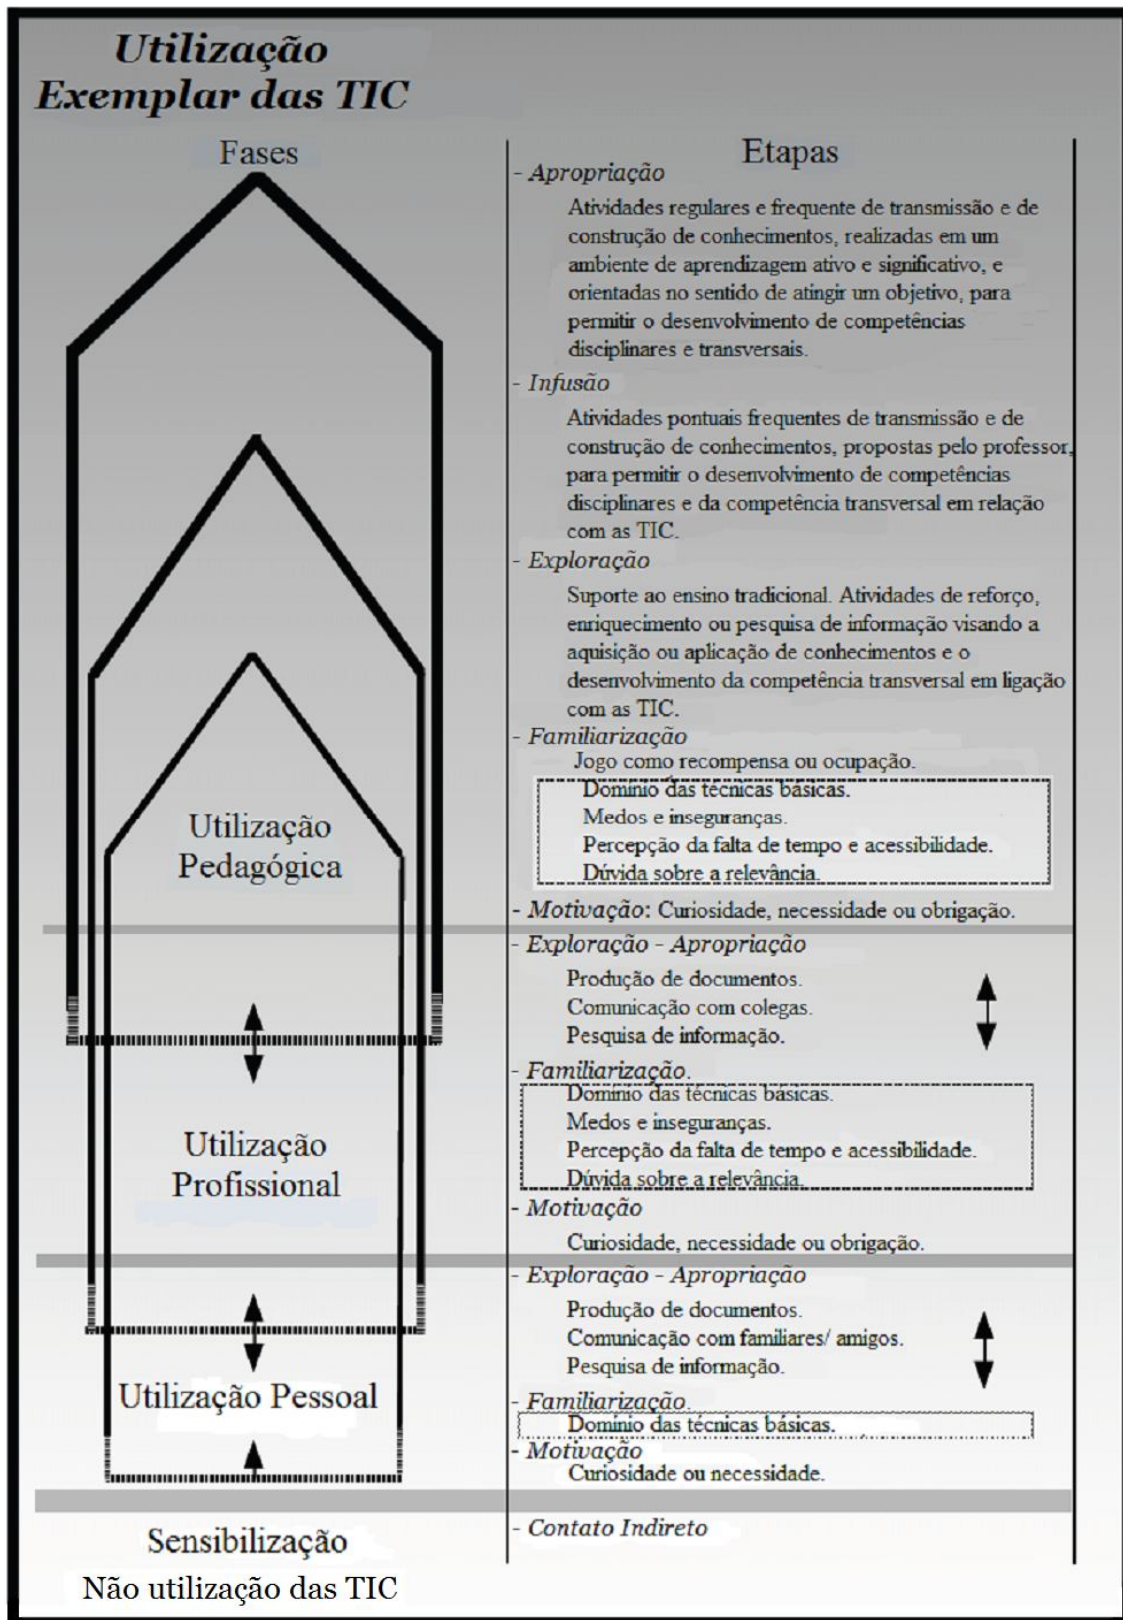 Utilização
Exemplar das TIC
Fases
Etapas
- Apropriação
Atividades regulares e frequente de transmissão e de
construção de conhecimentos, realizadas em um
ambiente de aprendizagem ativo e significativo, e
orientadas no sentido de atingir um objetivo, para
permitir o desenvolvimento de competências
disciplinares e transversais.
- Infusão
Atividades pontuais frequentes de transmissão e de
construção de conhecimentos, propostas pelo professor,
para permitir o desenvolvimento de competências
disciplinares e da competência transversal em relação
com as TIC.
- Exploração
Suporte ao ensino tradicional. Atividades de reforço,
enriquecimento ou pesquisa de informação visando a
aquisição ou aplicação de conhecimentos e o
desenvolvimento da competência transversal em ligação
com as TIC.
- Familiarização
Jogo como recompensa ou ocupação.
Domínio das técnicas básicas.
Medos e inseguranças.
Percepção da falta de tempo e acessibilidade.
Dúvida sobre a relevância.
- Motivação: Curiosidade, necessidade ou obrigação.
Utilização
Pedagógica
- Exploração - Apropriação
Produção de documentos.
Comunicação com colegas.
Pesquisa de informação.
- Familiarização.
Domínio das técnicas básicas.
Medos e inseguranças.
Percepção da falta de tempo e acessibilidade.
Dúvida sobre a relevância.
- Motivação
Curiosidade, necessidade ou obrigação.
Utilização
Profissional
- Exploração - Apropriação
Produção de documentos.
Comunicação com familiares/ amigos.
Pesquisa de informação.
- Familiarização.
Domínio das técnicas básicas.
- Motivação
Curiosidade ou necessidade.
Utilização Pessoal
- Contato Indireto
Sensibilização
Não utilização das TIC